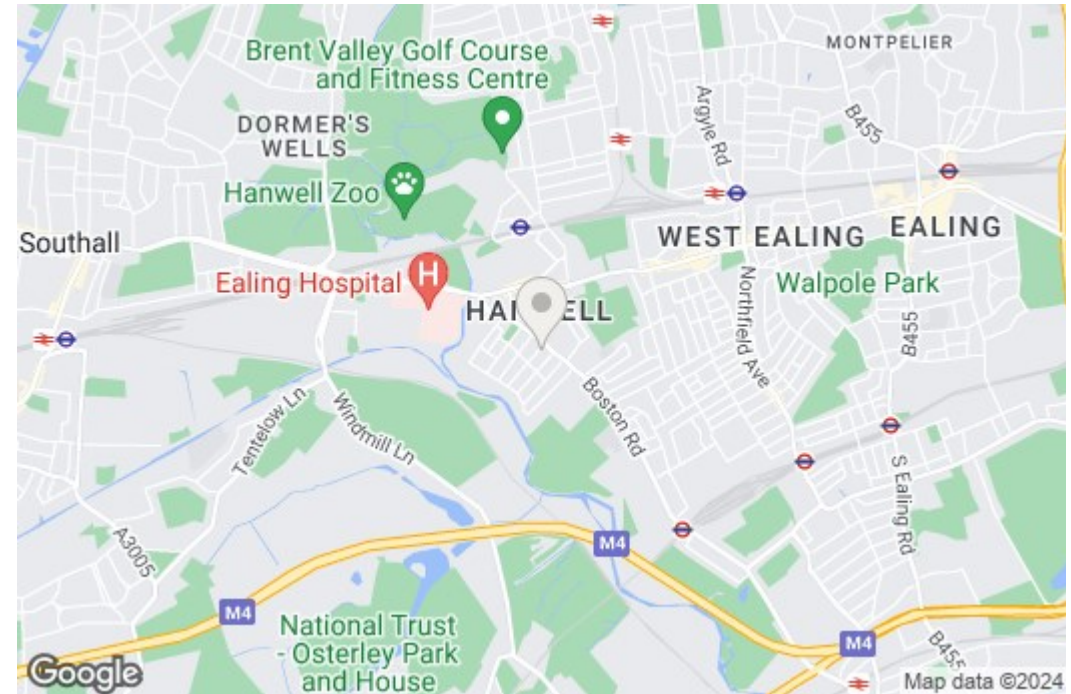 Brent Valley Golf Course
and Fitness Centre
MONTPELIER
Argyle Rd
B455
DORMER'S
WELLS
Hanwell Zoo
Southall
WEST EALING
EALING
Ealing Hospital
H
Walpole Park
Northfield Ave
B455
Boston Rd
Tentelow Ln
Windmill Ln
S Ealing Rd
A3005
M4
M4
National Trust
- Osterley Park
and House
M4
B455
Google
Map data ©2024